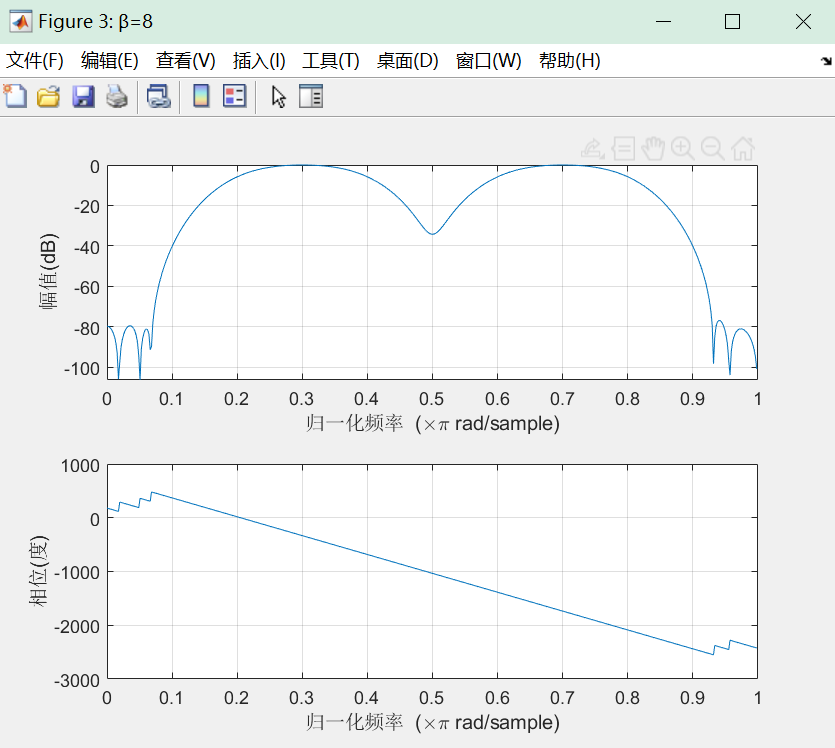 Figure 3: β=8
文件(F) 编辑(E) 查看(V) 插入(I) 工具(T) 桌面(D) 窗口(W) 帮助(H)
0
-20
-40
-60
-80
-100
幅值(dB)
0 0.1 0.2 0.3 0.4 0.5 0.6 0.7 0.8 0.9 1
归一化频率 (×π rad/sample)
1000
0
-1000
-2000
-3000
相位(度)
0 0.1 0.2 0.3 0.4 0.5 0.6 0.7 0.8 0.9 1
归一化频率 (×π rad/sample)